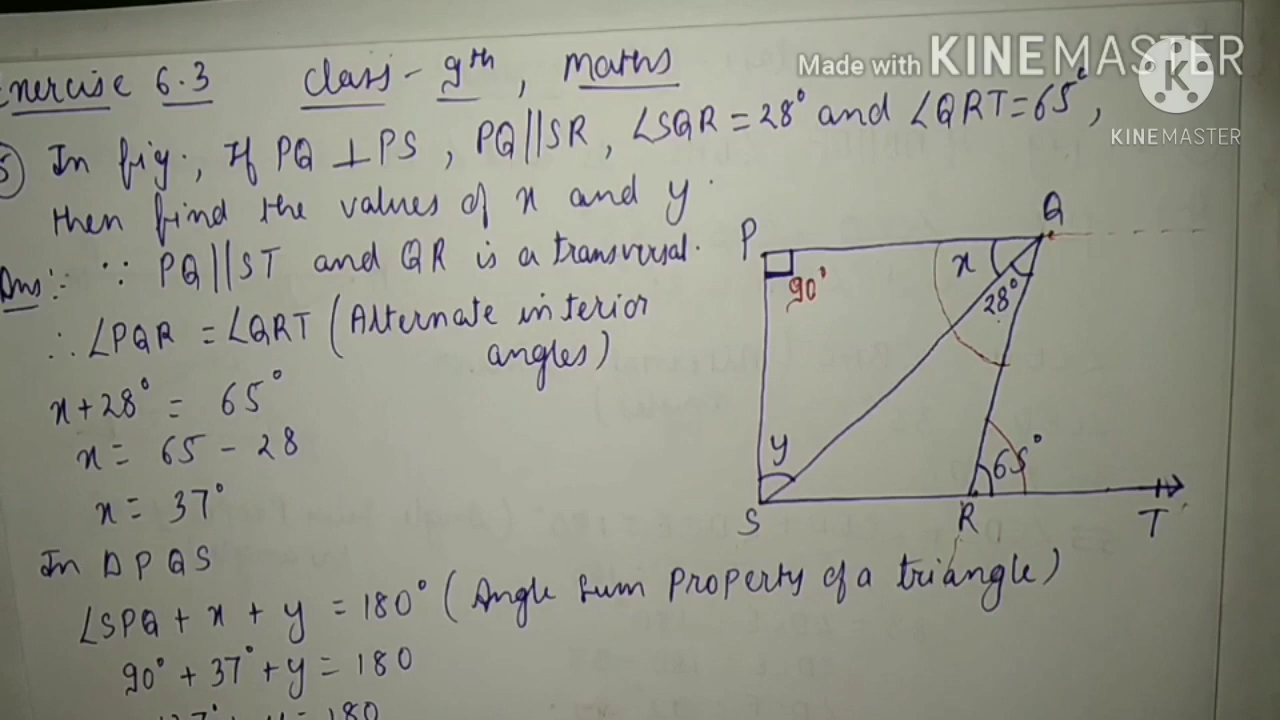 Exercise 6.3 Class - 9th, Maths
Made with KINEMASTER
K
KINEMASTER
5) In fig; If PQ ⊥ PS, PQ||SR, ∠SQR = 28° and ∠QRT = 65°,
then find the values of x and y.
Ans:- ∵ PQ||ST and QR is a transversal.
∴ ∠PQR = ∠QRT (Alternate interior
angles)
x+28° = 65°
x = 65 - 28
x = 37°
In ΔPQS
∠SPQ + x + y = 180° (Angle sum Property of a triangle)
90° + 37° + y = 180
P
Q
90°
x
28°
y
65°
S
R
T